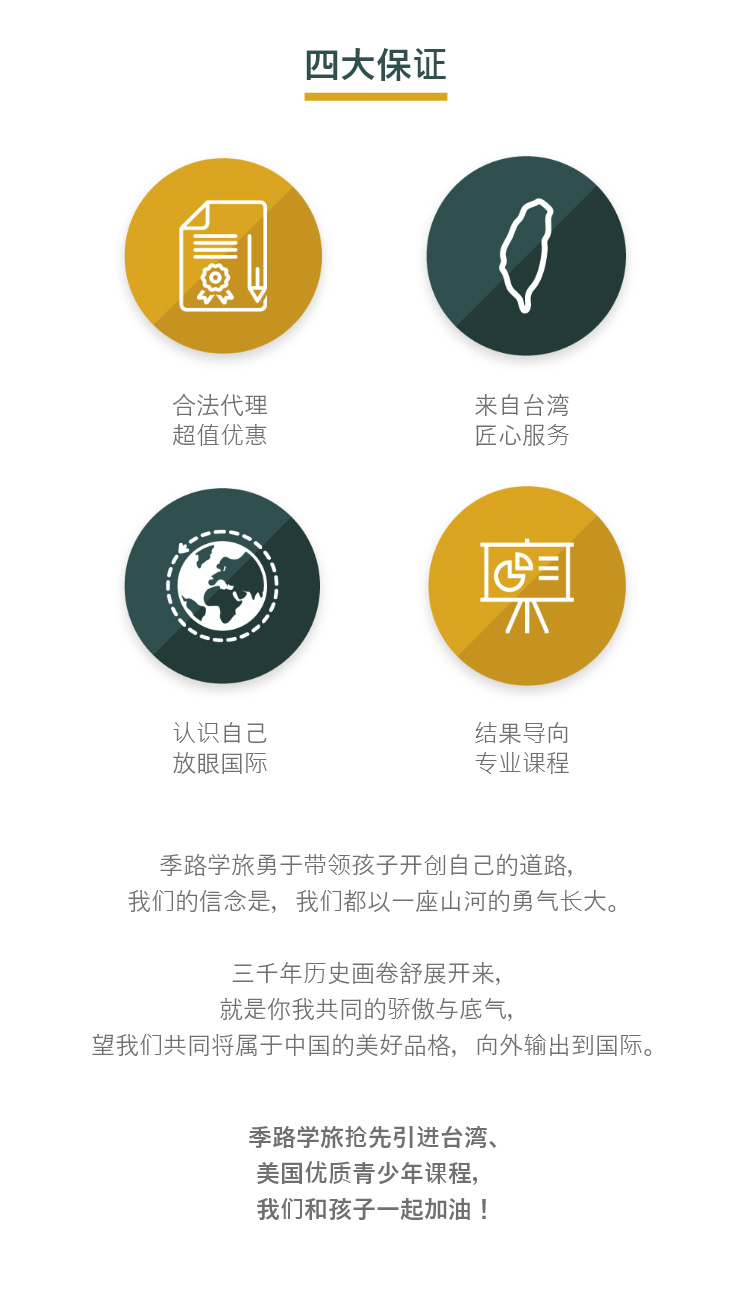 四大保证
合法代理
超值优惠
来自台湾
匠心服务
认识自己
放眼国际
结果导向
专业课程
季路学旅勇于带领孩子开创自己的道路,
我们的信念是, 我们都以一座山河的勇气长大。
三千年历史画卷舒展开来,
就是你我共同的骄傲与底气,
望我们共同将属于中国的美好品格, 向外输出到国际。
季路学旅抢先引进台湾、
美国优质青少年课程,
我们和孩子一起加油！